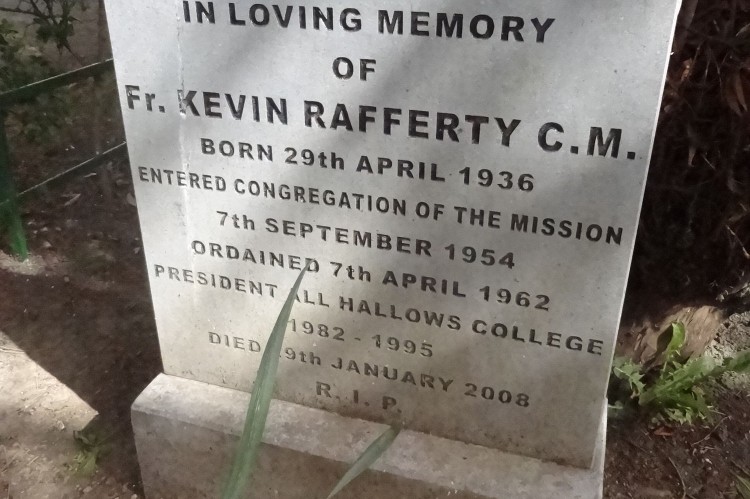 IN LOVING MEMORY
OF
Fr. KEVIN RAFFERTY C.M.
BORN 29th APRIL 1936
ENTERED CONGREGATION OF THE MISSION
7th SEPTEMBER 1954
ORDAINED 7th APRIL 1962
PRESIDENT ALL HALLOWS COLLEGE
1982 - 1995
DIED JANUARY 2008
R. I. P.